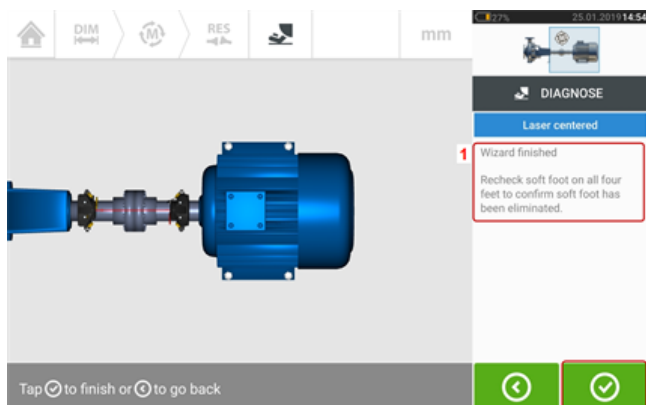 DIM
M
RES
mm
27%
25.01.2019 14:54
DIAGNOSE
Laser centered
1
Wizard finished
Recheck soft foot on all four
feet to confirm soft foot has
been eliminated.
Tap to finish or to go back